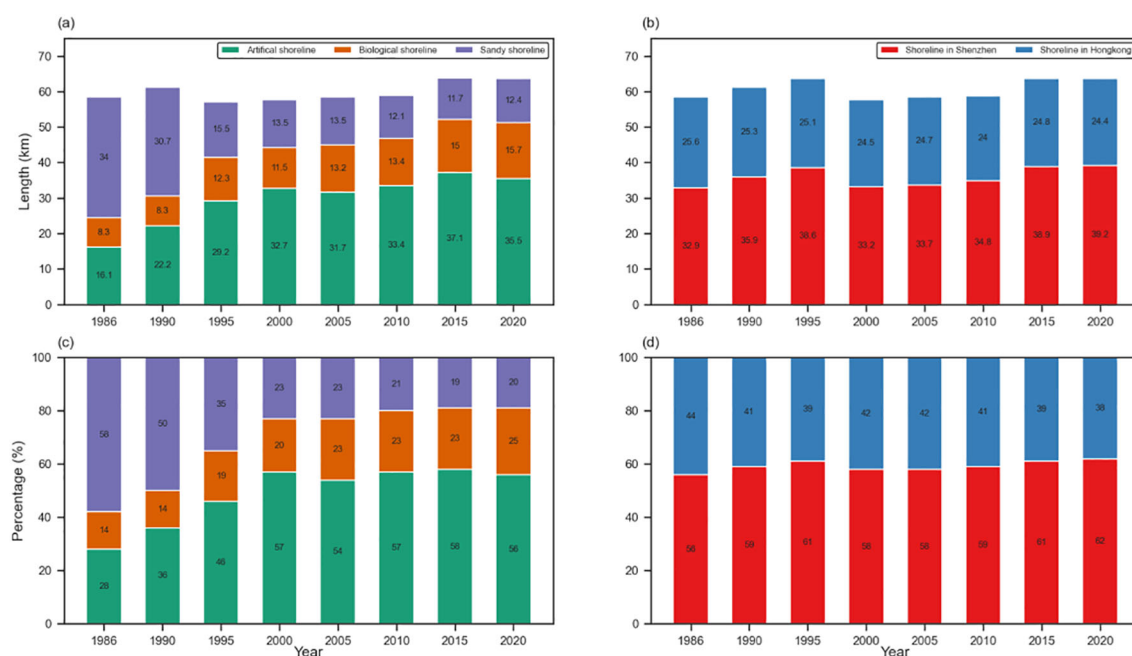 (a)
Artifical shoreline Biological shoreline Sandy shoreline
Length (km)
70
60
50
40
30
20
10
0
34 30.7 15.5 13.5 13.5 12.1 11.7 12.4
8.3 8.3 12.3 11.5 13.2 13.4 15 15.7
16.1 22.2 29.2 32.7 31.7 33.4 37.1 35.5
1986 1990 1995 2000 2005 2010 2015 2020
(b)
Shoreline in Shenzhen Shoreline in Hongkong
70
60
50
40
30
20
10
0
25.6 25.3 25.1 24.5 24.7 24 24.8 24.4
32.9 35.9 38.6 33.2 33.7 34.8 38.9 39.2
1986 1990 1995 2000 2005 2010 2015 2020
(c)
Percentage (%)
100
80
60
40
20
0
58 50 35 23 23 21 19 20
14 14 19 20 23 23 23 25
28 36 46 57 54 57 58 56
1986 1990 1995 2000 2005 2010 2015 2020
Year
(d)
100
80
60
40
20
0
44 41 39 42 42 41 39 38
56 59 61 58 58 59 61 62
1986 1990 1995 2000 2005 2010 2015 2020
Year